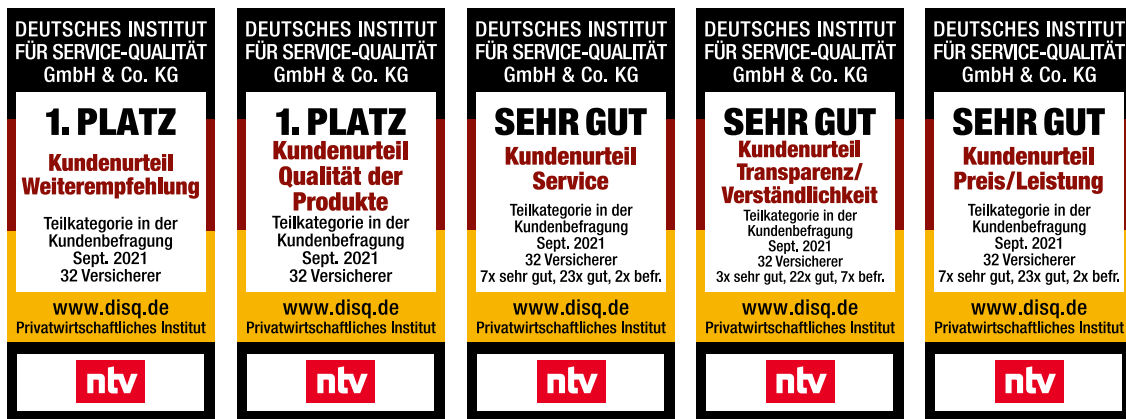 DEUTSCHES INSTITUT
FÜR SERVICE-QUALITÄT
GmbH & Co. KG
1. PLATZ
Kundenurteil
Weiterempfehlung
Teilkategorie in der
Kundenbefragung
Sept. 2021
32 Versicherer
www.disq.de
Privatwirtschaftliches Institut
ntv
DEUTSCHES INSTITUT
FÜR SERVICE-QUALITÄT
GmbH & Co. KG
1. PLATZ
Kundenurteil
Qualität der
Produkte
Teilkategorie in der
Kundenbefragung
Sept. 2021
32 Versicherer
www.disq.de
Privatwirtschaftliches Institut
ntv
DEUTSCHES INSTITUT
FÜR SERVICE-QUALITÄT
GmbH & Co. KG
SEHR GUT
Kundenurteil
Service
Teilkategorie in der
Kundenbefragung
Sept. 2021
32 Versicherer
7x sehr gut, 23x gut, 2x befr.
www.disq.de
Privatwirtschaftliches Institut
ntv
DEUTSCHES INSTITUT
FÜR SERVICE-QUALITÄT
GmbH & Co. KG
SEHR GUT
Kundenurteil
Transparenz/
Verständlichkeit
Teilkategorie in der
Kundenbefragung
Sept. 2021
32 Versicherer
3x sehr gut, 22x gut, 7x befr.
www.disq.de
Privatwirtschaftliches Institut
ntv
DEUTSCHES INSTITUT
FÜR SERVICE-QUALITÄT
GmbH & Co. KG
SEHR GUT
Kundenurteil
Preis/Leistung
Teilkategorie in der
Kundenbefragung
Sept. 2021
32 Versicherer
7x sehr gut, 23x gut, 2x befr.
www.disq.de
Privatwirtschaftliches Institut
ntv